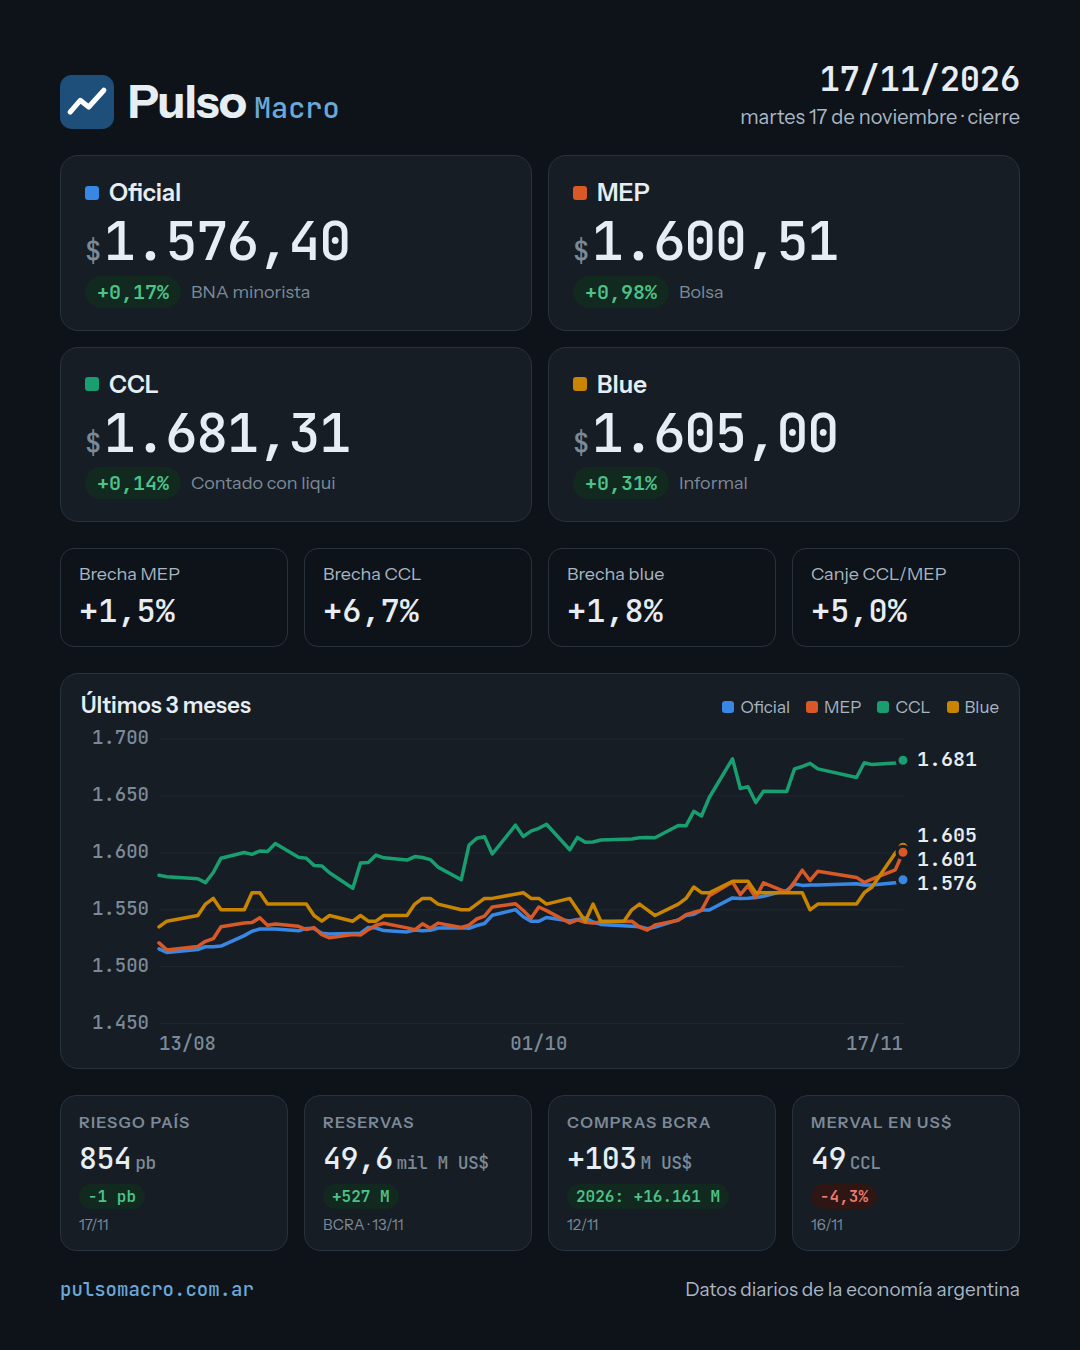 Pulso Macro
17/11/2026
martes 17 de noviembre · cierre
Oficial
$1.576,40
+0,17% BNA minorista
MEP
$1.600,51
+0,98% Bolsa
CCL
$1.681,31
+0,14% Contado con liqui
Blue
$1.605,00
+0,31% Informal
Brecha MEP
+1,5%
Brecha CCL
+6,7%
Brecha blue
+1,8%
Canje CCL/MEP
+5,0%
Últimos 3 meses
Oficial MEP CCL Blue
1.700
1.650
1.600
1.550
1.500
1.450
1.681
1.605
1.601
1.576
13/08 01/10 17/11
RIESGO PAÍS
854 pb
-1 pb
17/11
RESERVAS
49,6 mil M US$
+527 M
BCRA · 13/11
COMPRAS BCRA
+103 M US$
2026: +16.161 M
12/11
MERVAL EN US$
49 CCL
-4,3%
16/11
pulsomacro.com.ar
Datos diarios de la economía argentina